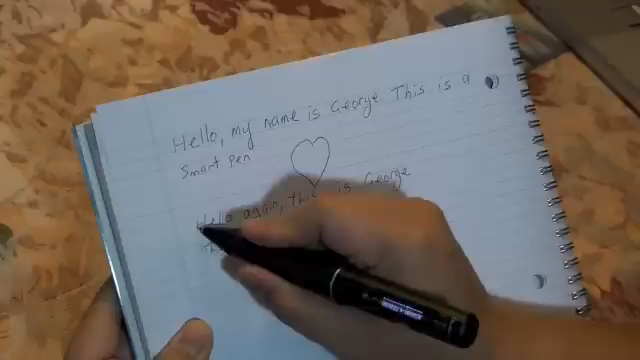 Hello, my name is George This is a
Smart Pen
Hello again, this is George